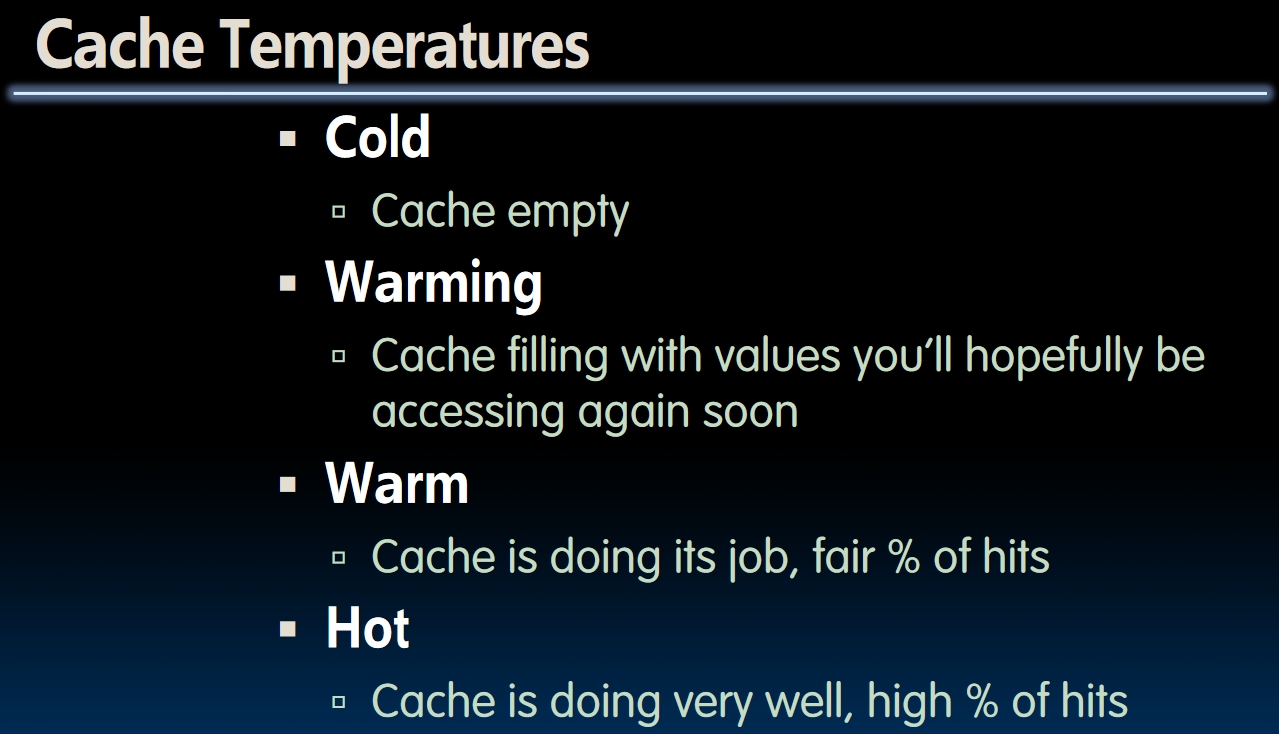 Cache Temperatures
Cold
Cache empty
Warming
Cache filling with values you’ll hopefully be
accessing again soon
Warm
Cache is doing its job, fair % of hits
Hot
Cache is doing very well, high % of hits